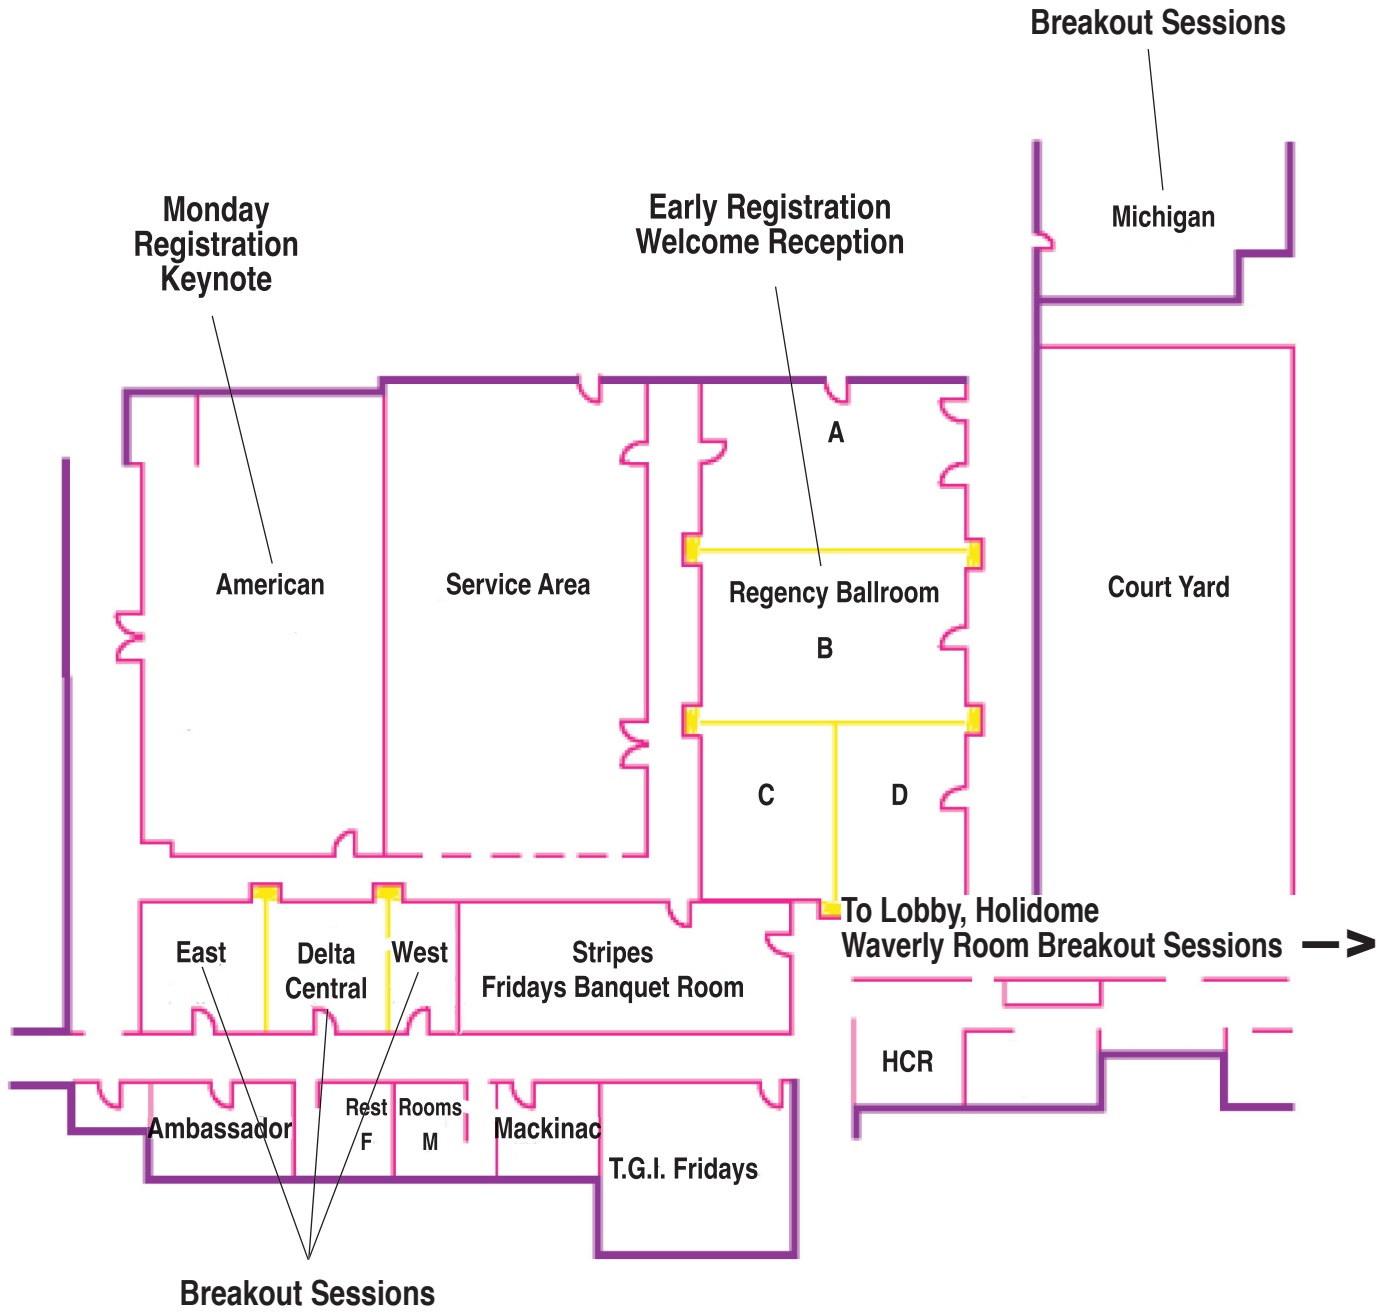 Breakout Sessions
Michigan
Monday
Registration
Keynote
Early Registration
Welcome Reception
A
American
Service Area
Regency Ballroom
B
Court Yard
C
D
To Lobby, Holidome
Waverly Room Breakout Sessions —>
East
Delta
Central
West
Stripes
Fridays Banquet Room
HCR
Ambassador
Rest Rooms
F M
Mackinac
T.G.I. Fridays
Breakout Sessions